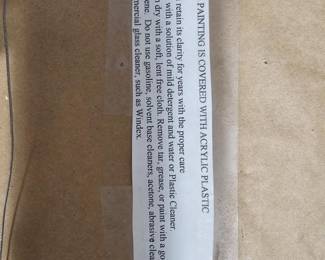 PAINTING IS COVERED WITH ACRYLIC PLASTIC
retain its clarity for years with the proper care
with a solution of mild detergent and water or Plastic Cleaner.
dry with a soft, lent free cloth. Remove tar, grease, or paint with a
Do not use gasoline, solvent base cleaners, acetone, abrasive
glass cleaner, such as Windex.